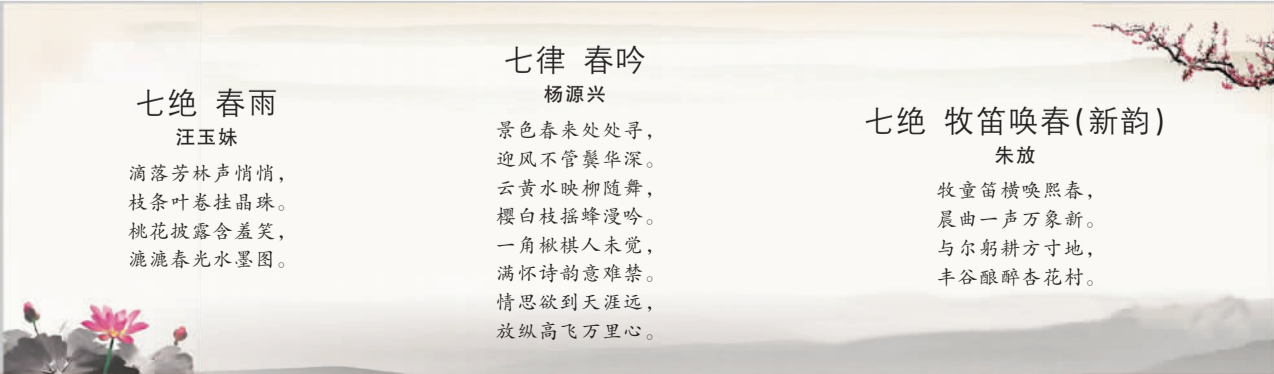 七绝 春雨
汪玉妹
滴落芳林声悄悄，
枝条叶卷挂晶珠。
桃花披露含羞笑，
漉漉春光水墨图。
七律 春吟
杨源兴
景色春来处处寻，
迎风不管鬓华深。
云黄水映柳随舞，
樱白枝摇蜂漫吟。
一角楸棋人未觉，
满怀诗韵意难禁。
情思欲到天涯远，
放纵高飞万里心。
七绝 牧笛唤春(新韵)
朱放
牧童笛横唤熙春，
晨曲一声万象新。
与尔躬耕方寸地，
丰谷酿醉杏花村。